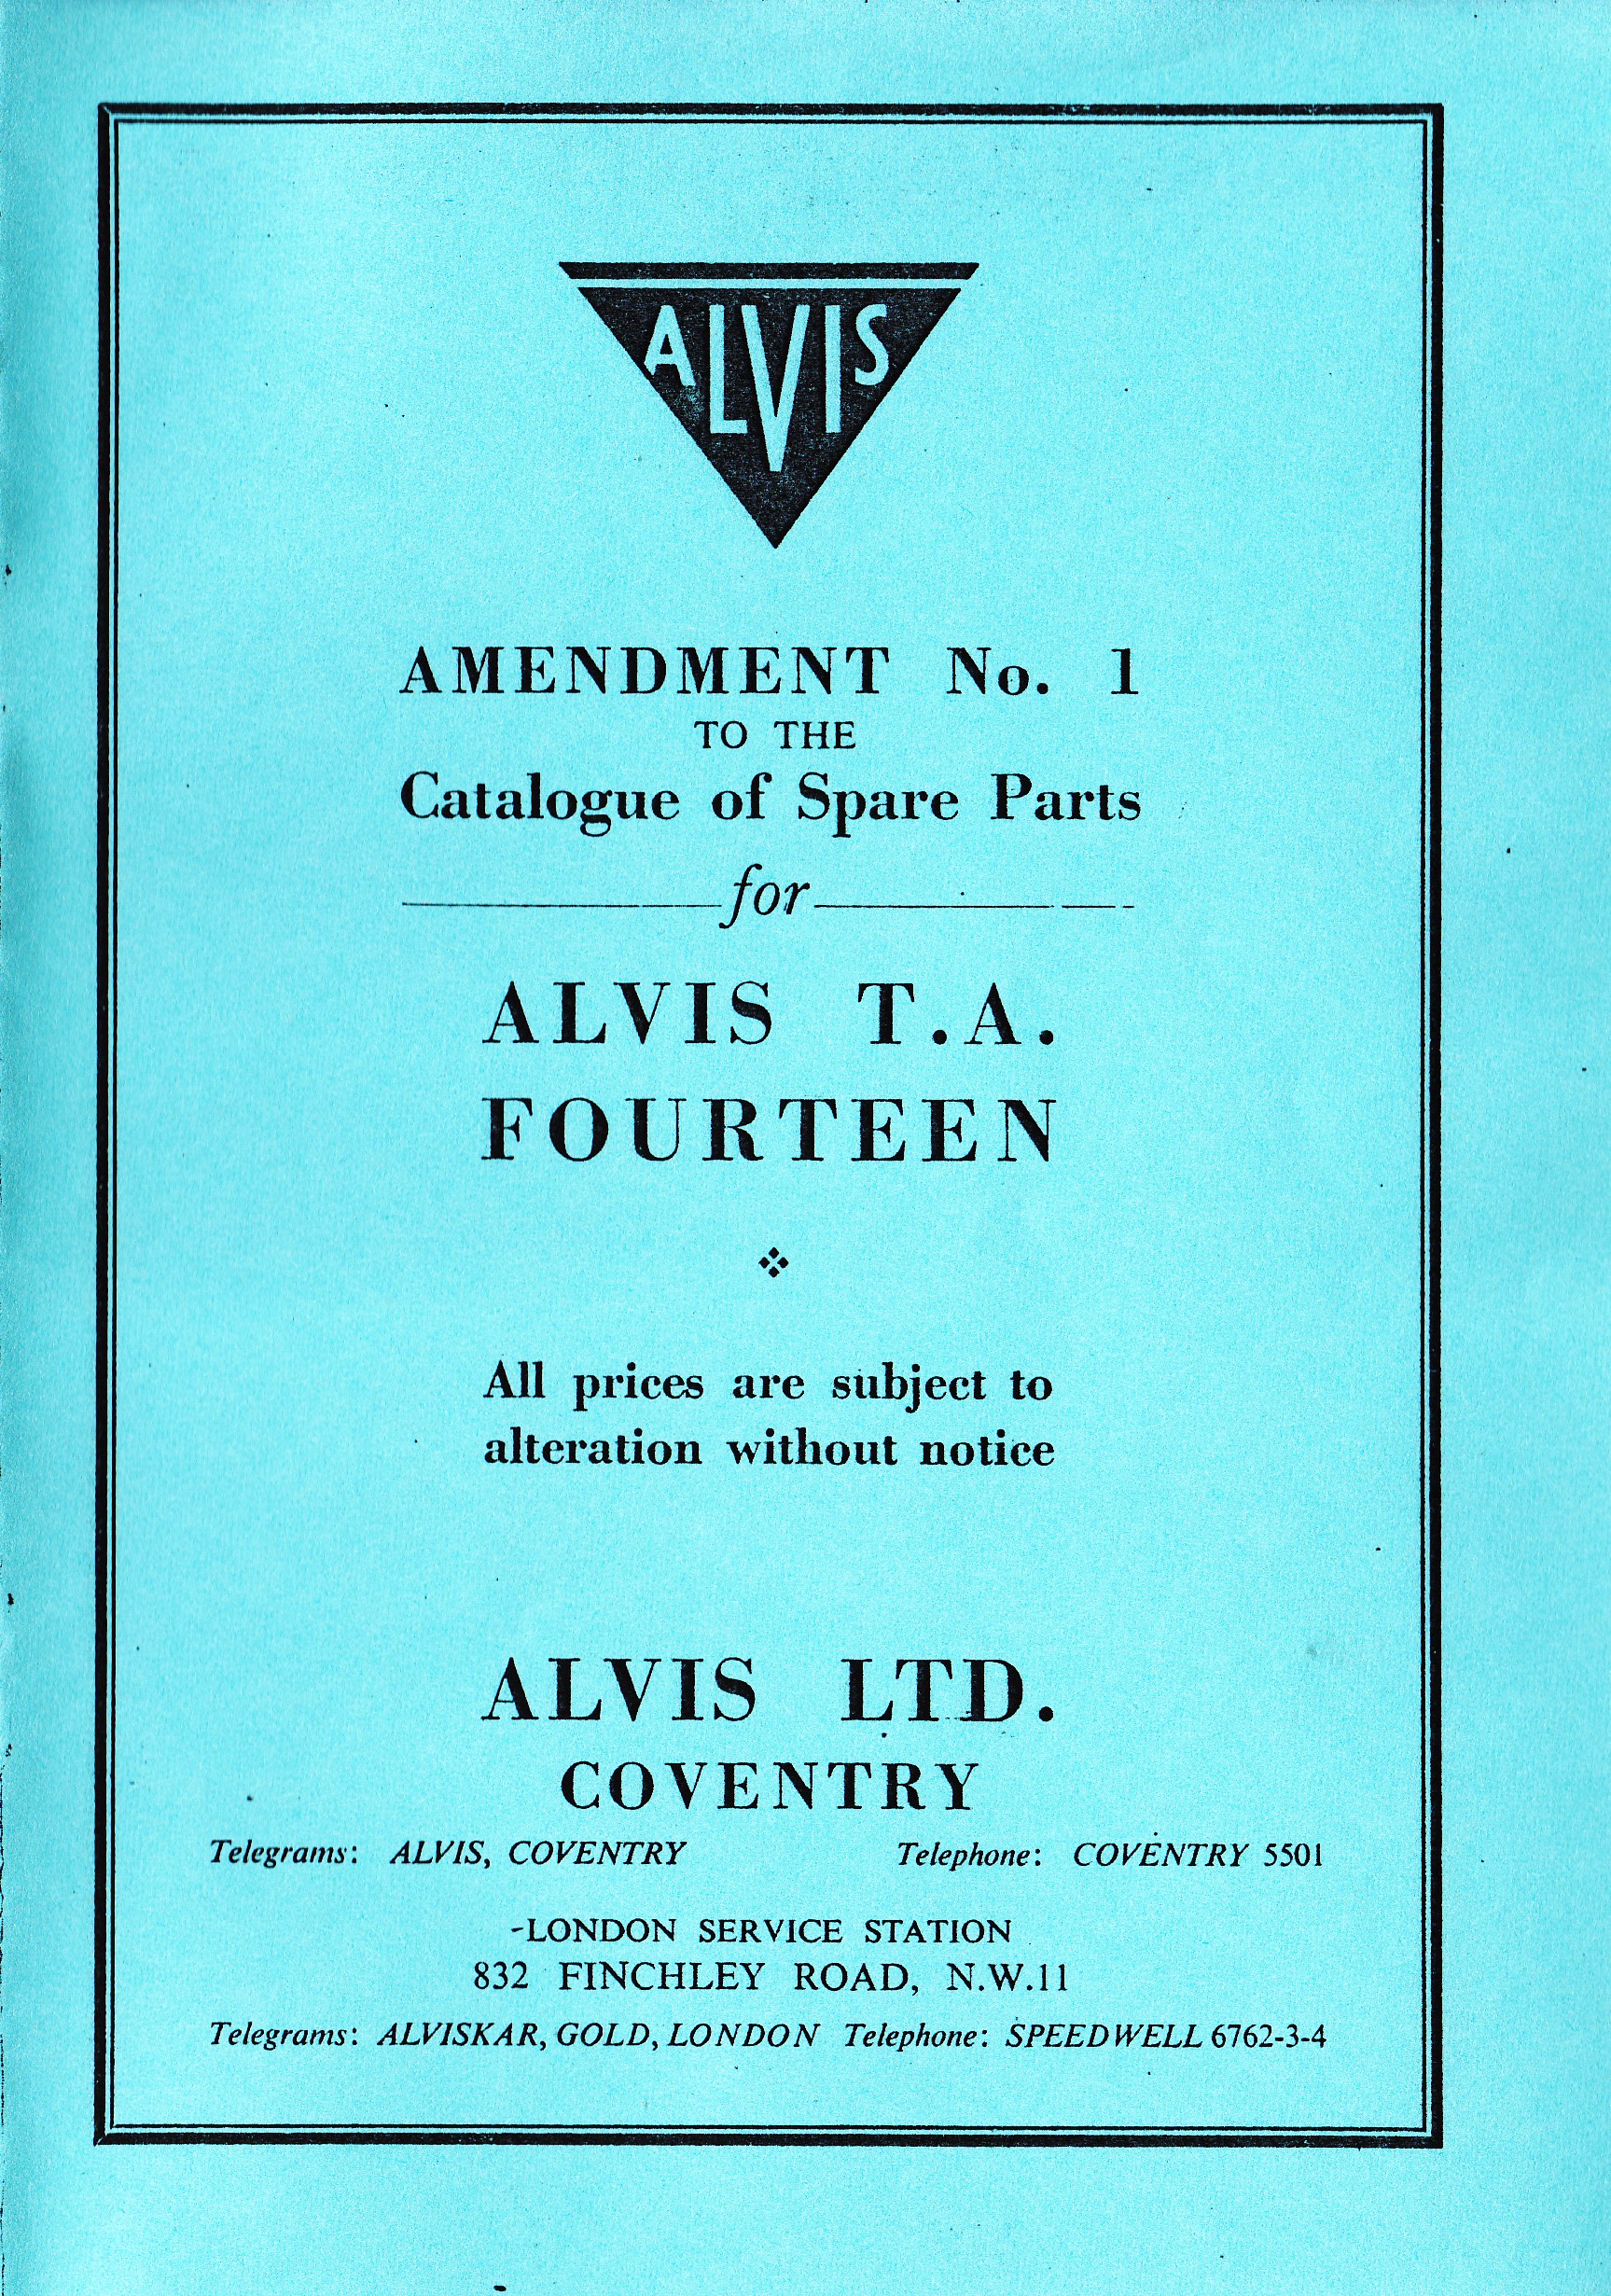 ALVIS
AMENDMENT No. 1
TO THE
Catalogue of Spare Parts
for
ALVIS T.A.
FOURTEEN
All prices are subject to
alteration without notice
ALVIS LTD.
COVENTRY
Telegrams: ALVIS, COVENTRY Telephone: COVENTRY 5501
LONDON SERVICE STATION
832 FINCHLEY ROAD, N.W.11
Telegrams: ALVISKAR, GOLD, LONDON Telephone: SPEEDWELL 6762-3-4